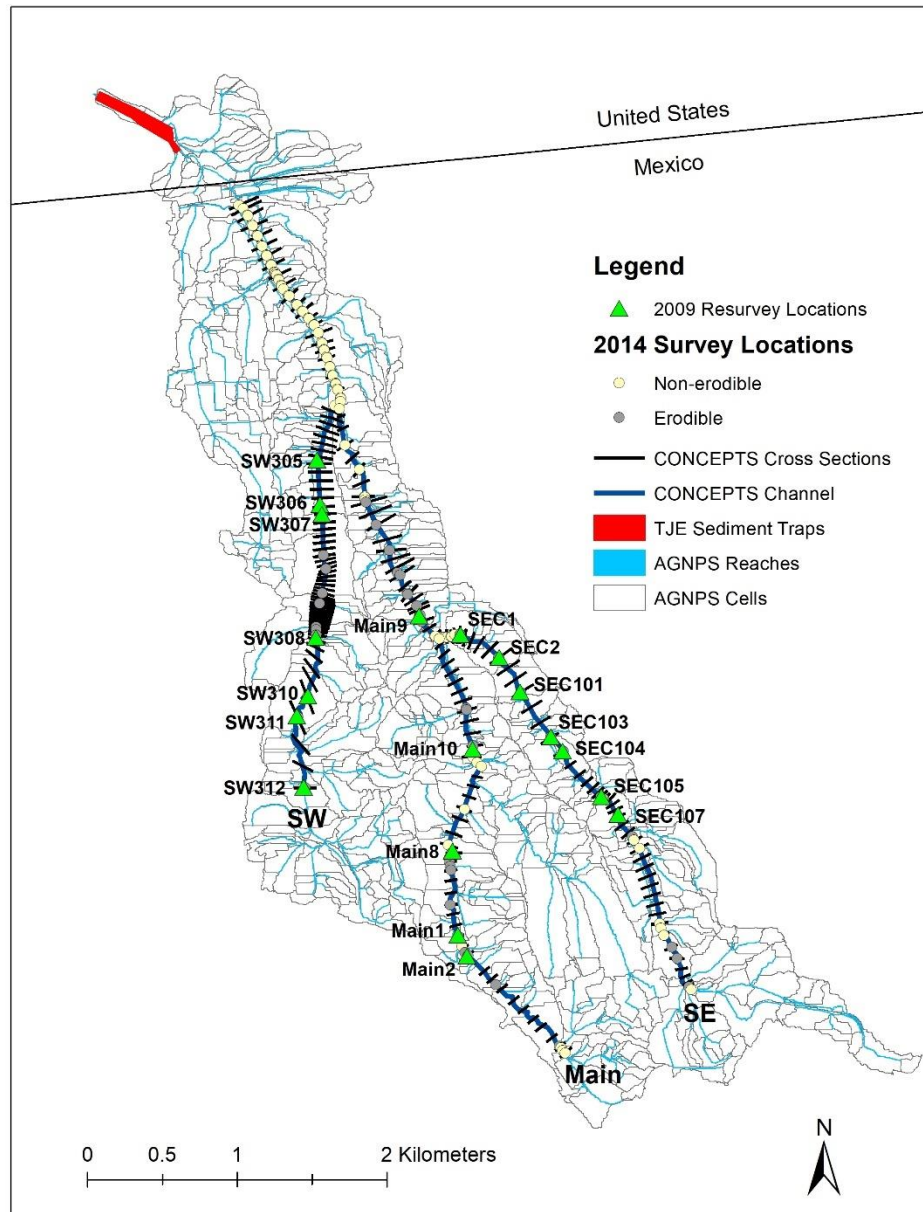 United States
Mexico
Legend
2009 Resurvey Locations
2014 Survey Locations
Non-erodible
Erodible
CONCEPTS Cross Sections
CONCEPTS Channel
TJE Sediment Traps
AGNPS Reaches
AGNPS Cells
SW305
SW306
SW307
SW308
SW310
SW311
SW312
SW
Main9
SEC1
SEC2
SEC101
SEC103
SEC104
SEC105
SEC107
Main10
Main8
Main1
Main2
SE
Main
0 0.5 1 2 Kilometers
N